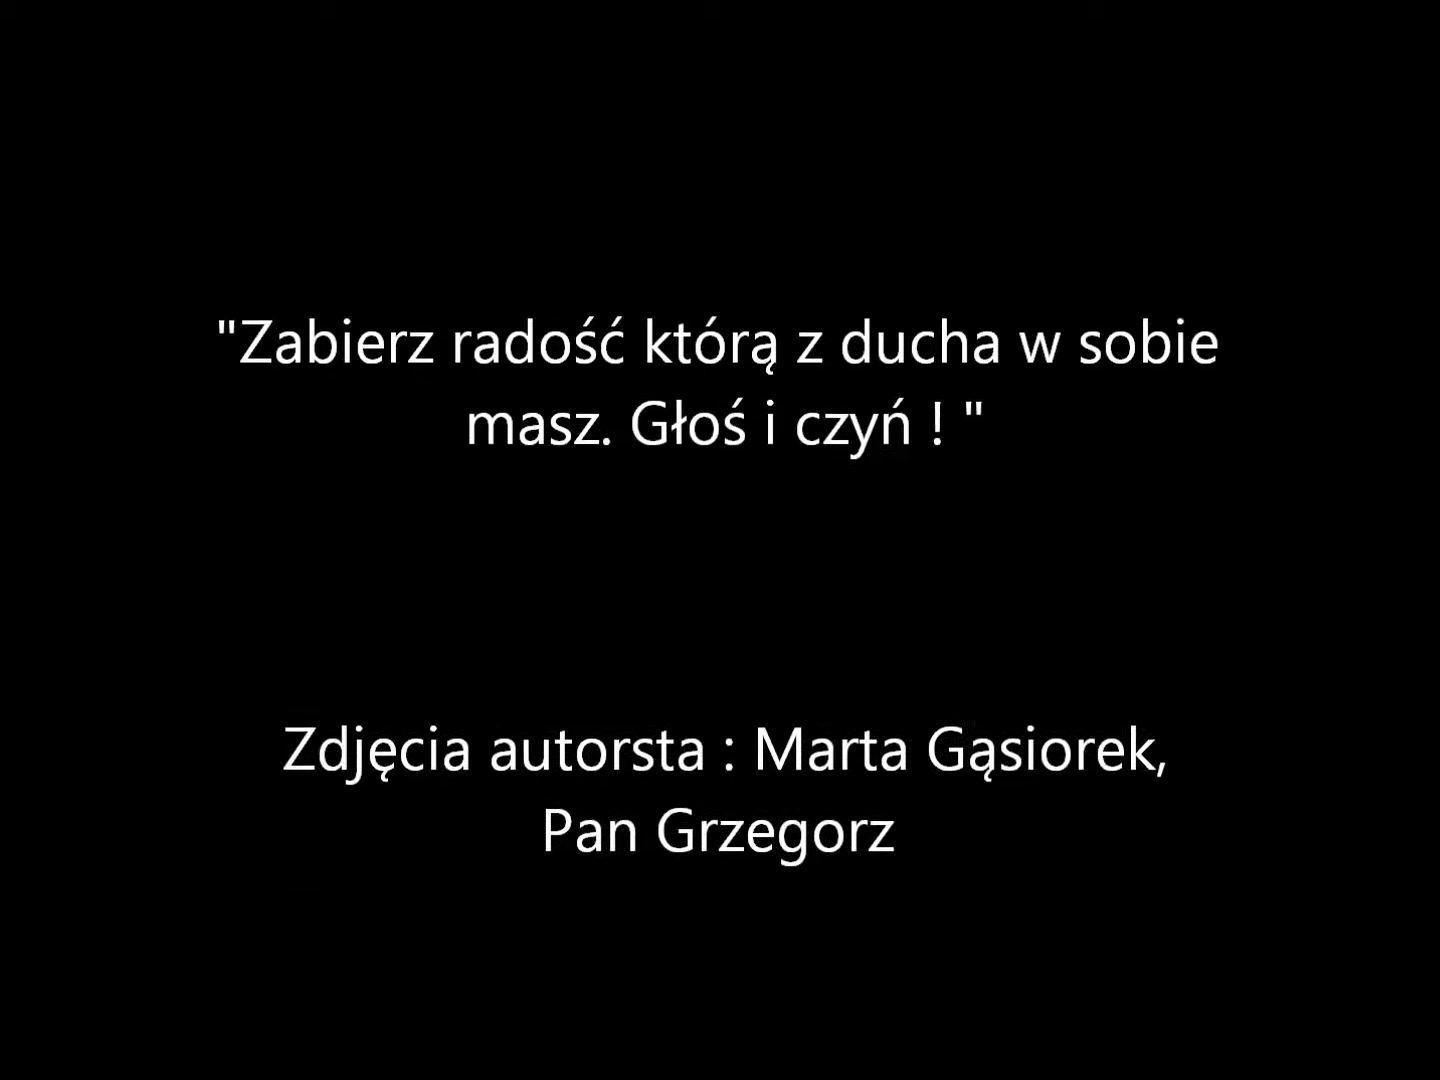 "Zabierz radość którą z ducha w sobie
masz. Głoś i czyń ! "
Zdjęcia autorsta : Marta Gąsiorek,
Pan Grzegorz